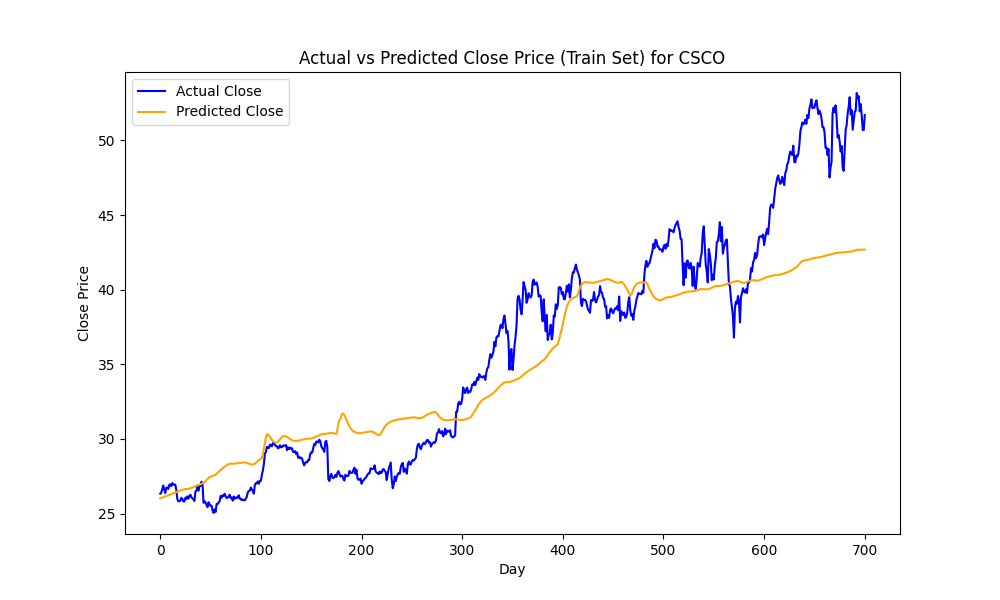 Actual vs Predicted Close Price (Train Set) for CSCO
Actual Close
Predicted Close
Close Price
50
45
40
35
30
25
0 100 200 300 400 500 600 700
Day